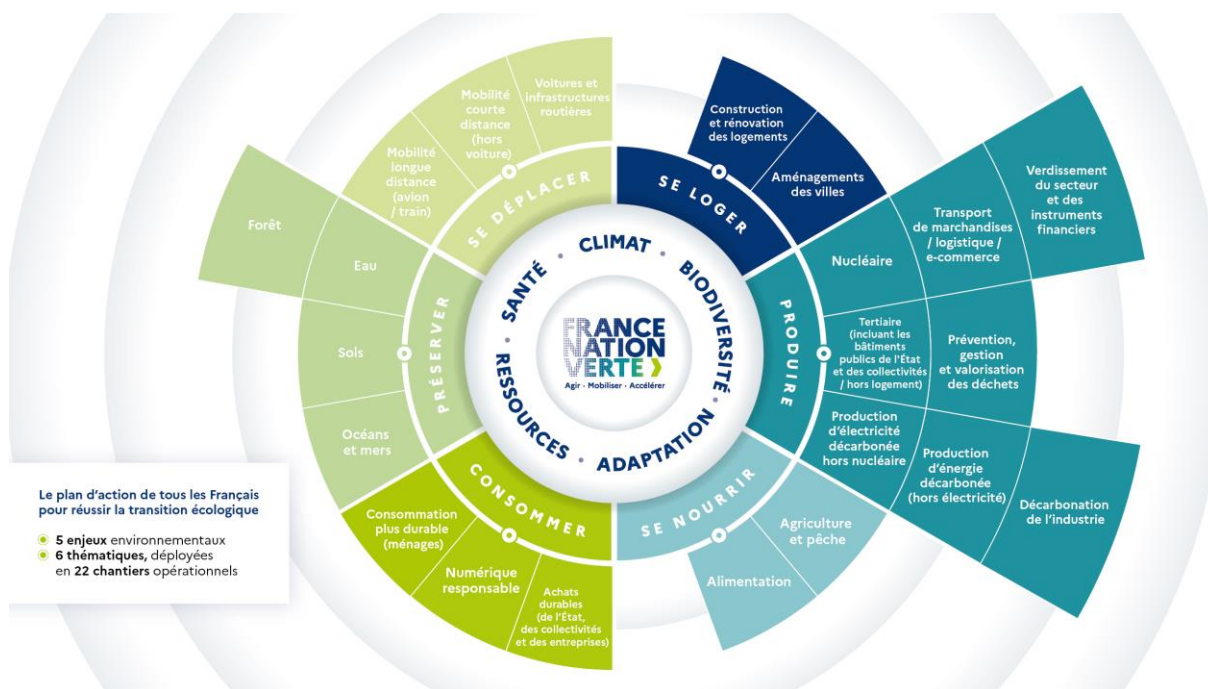 Voitures et
infrastructures
routières
Mobilité
courte
distance
(hors
voiture)
Mobilité
longue
distance
(avion
/ train)
SE DÉPLACER
Construction
et rénovation
des logements
Aménagements
des villes
SE LOGER
Verdissement
du secteur
et des
instruments
financiers
Transport
de marchandises
/ logistique /
e-commerce
Nucléaire
Tertiaire
(incluant les
bâtiments
publics de l'État
et des collectivités
/ hors logement)
Prévention,
gestion
et valorisation
des déchets
Production
d'électricité
décarbonée
hors nucléaire
Production
d'énergie
décarbonée
(hors électricité)
Décarbonation
de l'industrie
PRODUIRE
Agriculture
et pêche
Alimentation
SE NOURRIR
Consommation
plus durable
(ménages)
Numérique
responsable
Achats
durables
(de l'État,
des collectivités
et des entreprises)
CONSOMMER
Forêt
Eau
Sols
Océans
et mers
PRÉSERVER
SANTÉ • CLIMAT • BIODIVERSITÉ • ADAPTATION • RESSOURCES •
FRANCE
NATION
VERTE
Agir • Mobiliser • Accélérer
Le plan d'action de tous les Français
pour réussir la transition écologique
5 enjeux environnementaux
6 thématiques, déployées
en 22 chantiers opérationnels